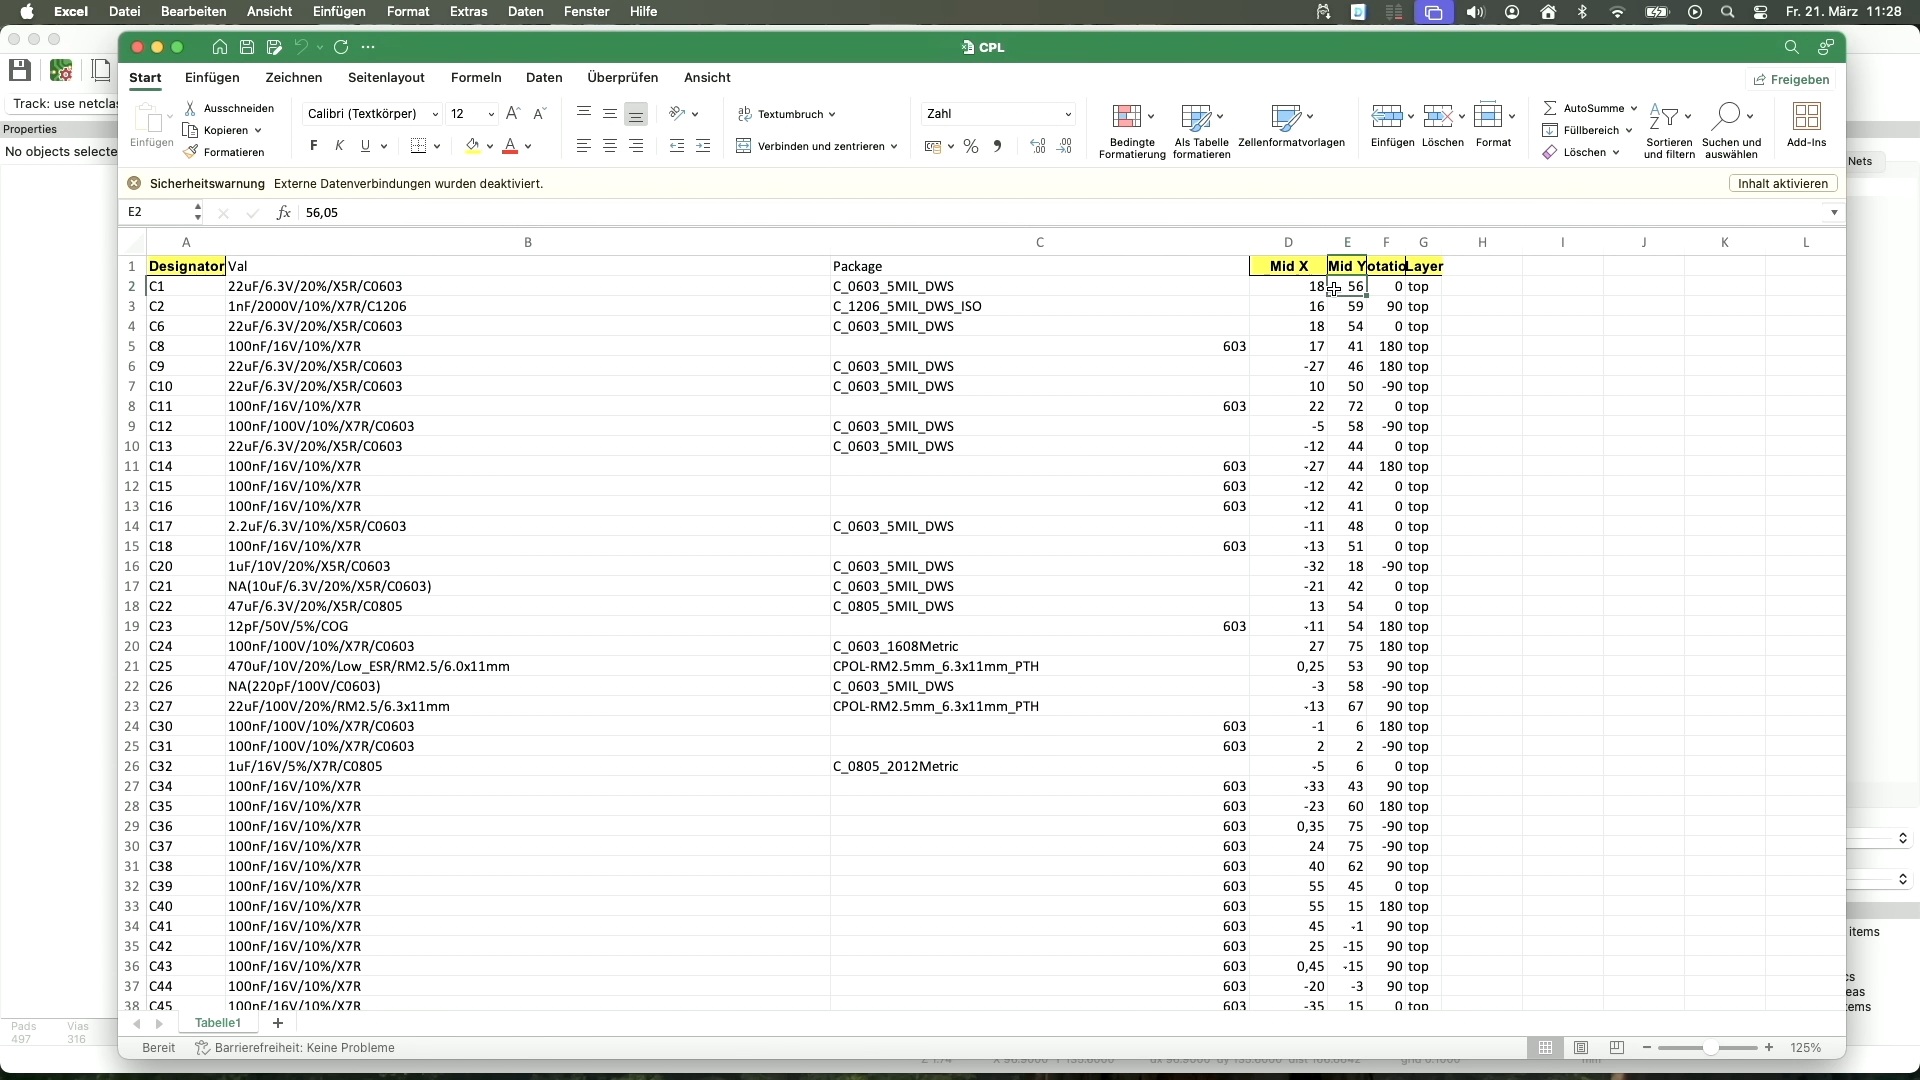 Excel Datei Bearbeiten Ansicht Einfügen Format Extras Daten Fenster Hilfe Fr. 21. März 11:28
CPL
Start Einfügen Zeichnen Seitenlayout Formeln Daten Überprüfen Ansicht Freigeben
Track: use netclas
Properties
No objects selecte
Einfügen
Ausschneiden
Kopieren
Formatieren
Calibri (Textkörper) 12
F K U
Textumbruch
Verbinden und zentrieren
Zahl
Bedingte Formatierung
Als Tabelle formatieren
Zellenformatvorlagen
Einfügen Löschen Format
AutoSumme
Füllbereich
Löschen
Sortieren und filtern
Suchen und auswählen
Add-Ins
Nets
Sicherheitswarnung Externe Datenverbindungen wurden deaktiviert. Inhalt aktivieren
E2 fx 56,05
A B C D E F G H I J K L
1 Designator Val Package Mid X Mid Y otatio Layer
2 C1 22uF/6.3V/20%/X5R/C0603 C_0603_5MIL_DWS 18 56 0 top
3 C2 1nF/2000V/10%/X7R/C1206 C_1206_5MIL_DWS_ISO 16 59 90 top
4 C6 22uF/6.3V/20%/X5R/C0603 C_0603_5MIL_DWS 18 54 0 top
5 C8 100nF/16V/10%/X7R 603 17 41 180 top
6 C9 22uF/6.3V/20%/X5R/C0603 C_0603_5MIL_DWS -27 46 180 top
7 C10 22uF/6.3V/20%/X5R/C0603 C_0603_5MIL_DWS 10 50 -90 top
8 C11 100nF/16V/10%/X7R 603 22 72 0 top
9 C12 100nF/100V/10%/X7R/C0603 C_0603_5MIL_DWS -5 58 -90 top
10 C13 22uF/6.3V/20%/X5R/C0603 C_0603_5MIL_DWS -12 44 0 top
11 C14 100nF/16V/10%/X7R 603 -27 44 180 top
12 C15 100nF/16V/10%/X7R 603 -12 42 0 top
13 C16 100nF/16V/10%/X7R 603 -12 41 0 top
14 C17 2.2uF/6.3V/10%/X5R/C0603 C_0603_5MIL_DWS -11 48 0 top
15 C18 100nF/16V/10%/X7R 603 -13 51 0 top
16 C20 1uF/10V/20%/X5R/C0603 C_0603_5MIL_DWS -32 18 -90 top
17 C21 NA(10uF/6.3V/20%/X5R/C0603) C_0603_5MIL_DWS -21 42 0 top
18 C22 47uF/6.3V/20%/X5R/C0805 C_0805_5MIL_DWS 13 54 0 top
19 C23 12pF/50V/5%/COG 603 -11 54 180 top
20 C24 100nF/100V/10%/X7R/C0603 C_0603_1608Metric 27 75 180 top
21 C25 470uF/10V/20%/Low_ESR/RM2.5/6.0x11mm CPOL-RM2.5mm_6.3x11mm_PTH 0,25 53 90 top
22 C26 NA(220pF/100V/C0603) C_0603_5MIL_DWS -3 58 -90 top
23 C27 22uF/100V/20%/RM2.5/6.3x11mm CPOL-RM2.5mm_6.3x11mm_PTH -13 67 90 top
24 C30 100nF/100V/10%/X7R/C0603 603 -1 6 180 top
25 C31 100nF/100V/10%/X7R/C0603 603 2 2 -90 top
26 C32 1uF/16V/5%/X7R/C0805 C_0805_2012Metric -5 6 0 top
27 C34 100nF/16V/10%/X7R 603 -33 43 90 top
28 C35 100nF/16V/10%/X7R 603 -23 60 180 top
29 C36 100nF/16V/10%/X7R 603 0,35 75 -90 top
30 C37 100nF/16V/10%/X7R 603 24 75 -90 top
31 C38 100nF/16V/10%/X7R 603 40 62 90 top
32 C39 100nF/16V/10%/X7R 603 55 45 0 top
33 C40 100nF/16V/10%/X7R 603 55 15 180 top
34 C41 100nF/16V/10%/X7R 603 45 -1 90 top
35 C42 100nF/16V/10%/X7R 603 25 -15 90 top
36 C43 100nF/16V/10%/X7R 603 0,45 -15 90 top
37 C44 100nF/16V/10%/X7R 603 -20 -3 90 top
38 C45 100nF/16V/10%/X7R 603 -35 15 0 top
items
cs
eas
ems
Tabelle1
Pads Vias
497 316
Bereit Barrierefreiheit: Keine Probleme 125%